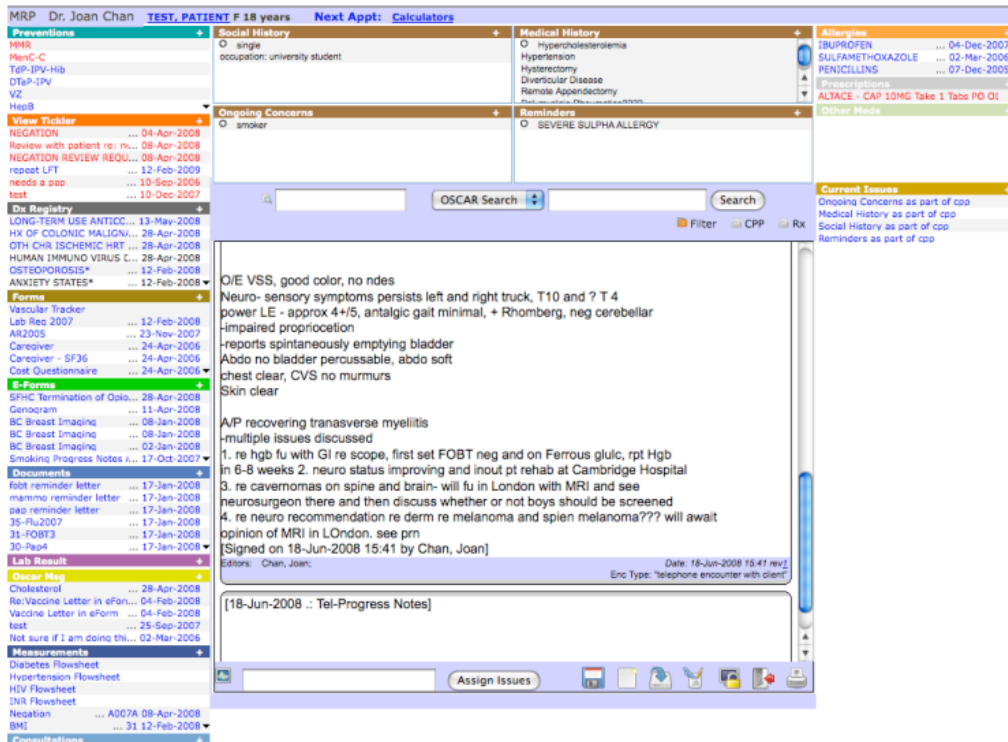 MRP Dr. Joan Chan TEST, PATIENT F 18 years Next Appt: Calculators
Preventions +
MMR
MenC-C
TdP-IPV-Hib
DTaP-IPV
VZ
HepB
View Tickler +
NEGATION ... 04-Apr-2008
Review with patient re: n... 08-Apr-2008
NEGATION REVIEW REQU... 08-Apr-2008
repeat LFT ... 12-Feb-2009
needs a pap ... 10-Sep-2006
test ... 10-Dec-2007
Dx Registry +
LONG-TERM USE ANTICC... 13-May-2008
HX OF COLONIC MALIGN... 28-Apr-2008
OTH CHR ISCHEMIC HRT ... 28-Apr-2008
HUMAN IMMUNO VIRUS D... 28-Apr-2008
OSTEOPOROSIS* ... 12-Feb-2008
ANXIETY STATES* ... 12-Feb-2008
Forms +
Vascular Tracker
Lab Req 2007 ... 12-Feb-2008
AR2005 ... 23-Nov-2007
Caregiver ... 24-Apr-2006
Caregiver - SF36 ... 24-Apr-2006
Cost Questionnaire ... 24-Apr-2006
E-Forms +
SFHC Termination of Opio... 28-Apr-2008
Genogram ... 11-Apr-2008
BC Breast Imaging ... 08-Jan-2008
BC Breast Imaging ... 08-Jan-2008
BC Breast Imaging ... 02-Jan-2008
Smoking Progress Notes ... 17-Oct-2007
Documents +
fobt reminder letter ... 17-Jan-2008
mammo reminder letter ... 17-Jan-2008
pap reminder letter ... 17-Jan-2008
35-Flu2007 ... 17-Jan-2008
31-FOBT3 ... 17-Jan-2008
30-Pap4 ... 17-Jan-2008
Lab Result +
Oscar Msg +
Cholesterol ... 28-Apr-2008
Re:Vaccine Letter in eFor... 04-Feb-2008
Vaccine Letter in eForm ... 04-Feb-2008
test ... 25-Sep-2007
Not sure if I am doing thi... 02-Mar-2006
Measurements +
Diabetes Flowsheet
Hypertension Flowsheet
HIV Flowsheet
INR Flowsheet
Negation ... A007A 08-Apr-2008
BMI ... 31 12-Feb-2008
Consultations +
Social History +
single
occupation: university student
Medical History +
Hypercholesterolemia
Hypertension
Hysterectomy
Diverticular Disease
Remote Appendectomy
Ongoing Concerns +
smoker
Reminders +
SEVERE SULPHA ALLERGY
OSCAR Search Search
Filter CPP Rx
O/E VSS, good color, no ndes
Neuro- sensory symptoms persists left and right truck, T10 and ? T 4
power LE - approx 4+/5, antalgic gait minimal, + Rhomberg, neg cerebellar
-impaired propriocetion
-reports spintaneously emptying bladder
Abdo no bladder percussable, abdo soft
chest clear, CVS no murmurs
Skin clear
A/P recovering tranasverse myeliitis
-multiple issues discussed
1. re hgb fu with GI re scope, first set FOBT neg and on Ferrous glulc, rpt Hgb
in 6-8 weeks 2. neuro status improving and inout pt rehab at Cambridge Hospital
3. re cavernomas on spine and brain- will fu in London with MRI and see
neurosurgeon there and then discuss whether or not boys should be screened
4. re neuro recommendation re derm re melanoma and spien melanoma??? will await
opinion of MRI in LOndon. see prn
[Signed on 18-Jun-2008 15:41 by Chan, Joan]
Editors: Chan, Joan; Date: 18-Jun-2008 15:41 rev1
Enc Type: "telephone encounter with client"
[18-Jun-2008 .: Tel-Progress Notes]
Assign Issues
Allergies +
IBUPROFEN ... 04-Dec-2007
SULFAMETHOXAZOLE ... 02-Mar-2006
PENICILLINS ... 07-Dec-2005
Prescriptions +
ALTACE - CAP 10MG Take 1 Tabs PO
Other Meds +
Current Issues +
Ongoing Concerns as part of cpp
Medical History as part of cpp
Social History as part of cpp
Reminders as part of cpp